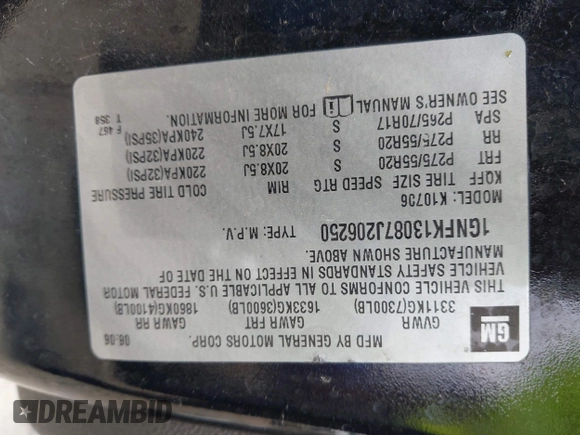 GM
MFD BY GENERAL MOTORS CORP. 06/06
GVWR GAWR FRT GAWR RR
3311KG(7300LB) 1633KG(3600LB) 1860KG(4100LB)
THIS VEHICLE CONFORMS TO ALL APPLICABLE U.S. FEDERAL MOTOR
VEHICLE SAFETY STANDARDS IN EFFECT ON THE DATE OF
MANUFACTURE SHOWN ABOVE.
1GNFK13087J206250 TYPE: M.P.V.
MODEL: K10706
KQFF TIRE SIZE SPEED RTG RIM COLD TIRE PRESSURE
FRT P275/55R20 S 20X8.5J 220KPA(32PSI)
RR P275/55R20 S 20X8.5J 220KPA(32PSI)
SPA P265/70R17 S 17X7.5J 240KPA(35PSI)
F 467
SEE OWNER'S MANUAL FOR MORE INFORMATION.
T 358
DREAMBID